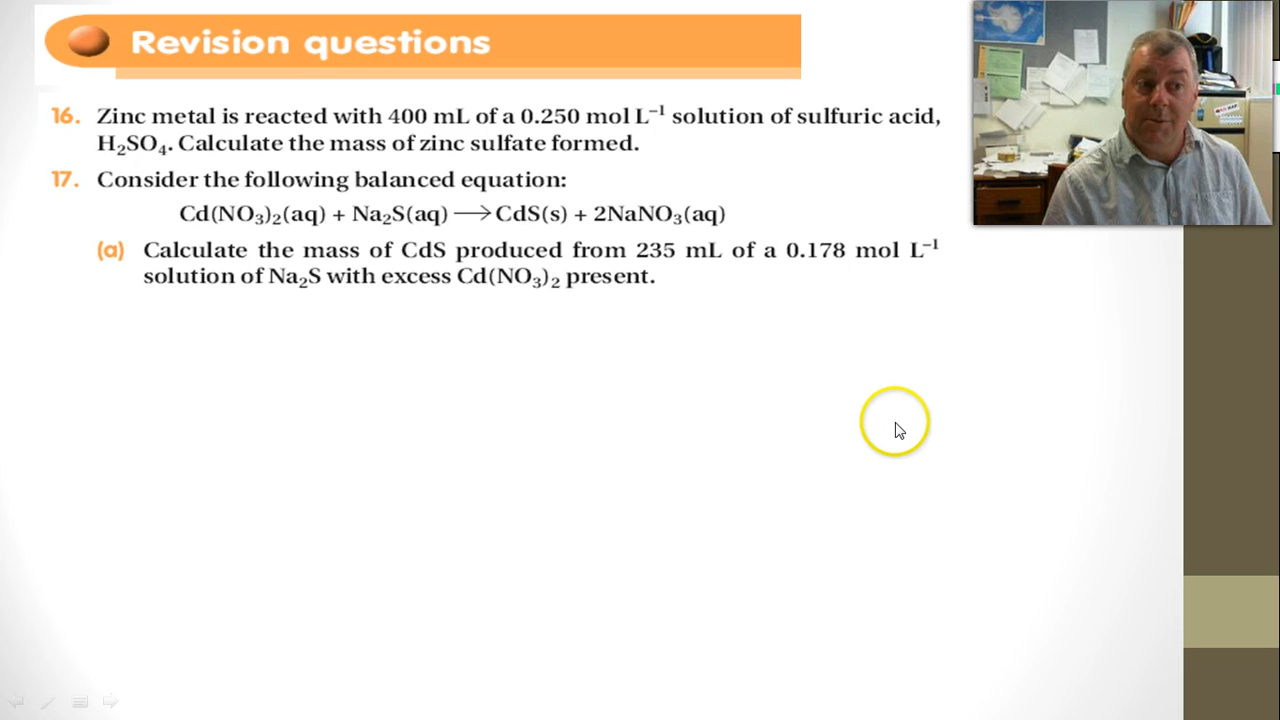 Revision questions
16. Zinc metal is reacted with 400 mL of a 0.250 mol L⁻¹ solution of sulfuric acid,
H₂SO₄. Calculate the mass of zinc sulfate formed.
17. Consider the following balanced equation:
Cd(NO₃)₂(aq) + Na₂S(aq) ⟶ CdS(s) + 2NaNO₃(aq)
(a) Calculate the mass of CdS produced from 235 mL of a 0.178 mol L⁻¹
solution of Na₂S with excess Cd(NO₃)₂ present.